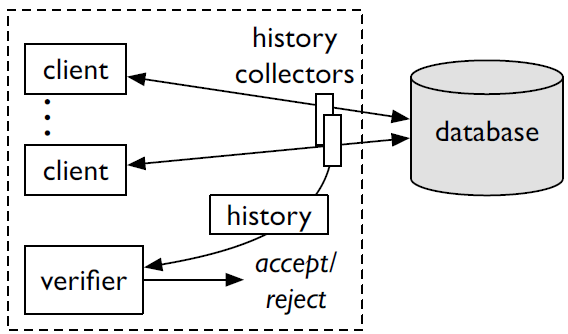 history
collectors
client
database
client
history
verifier
accept/
reject